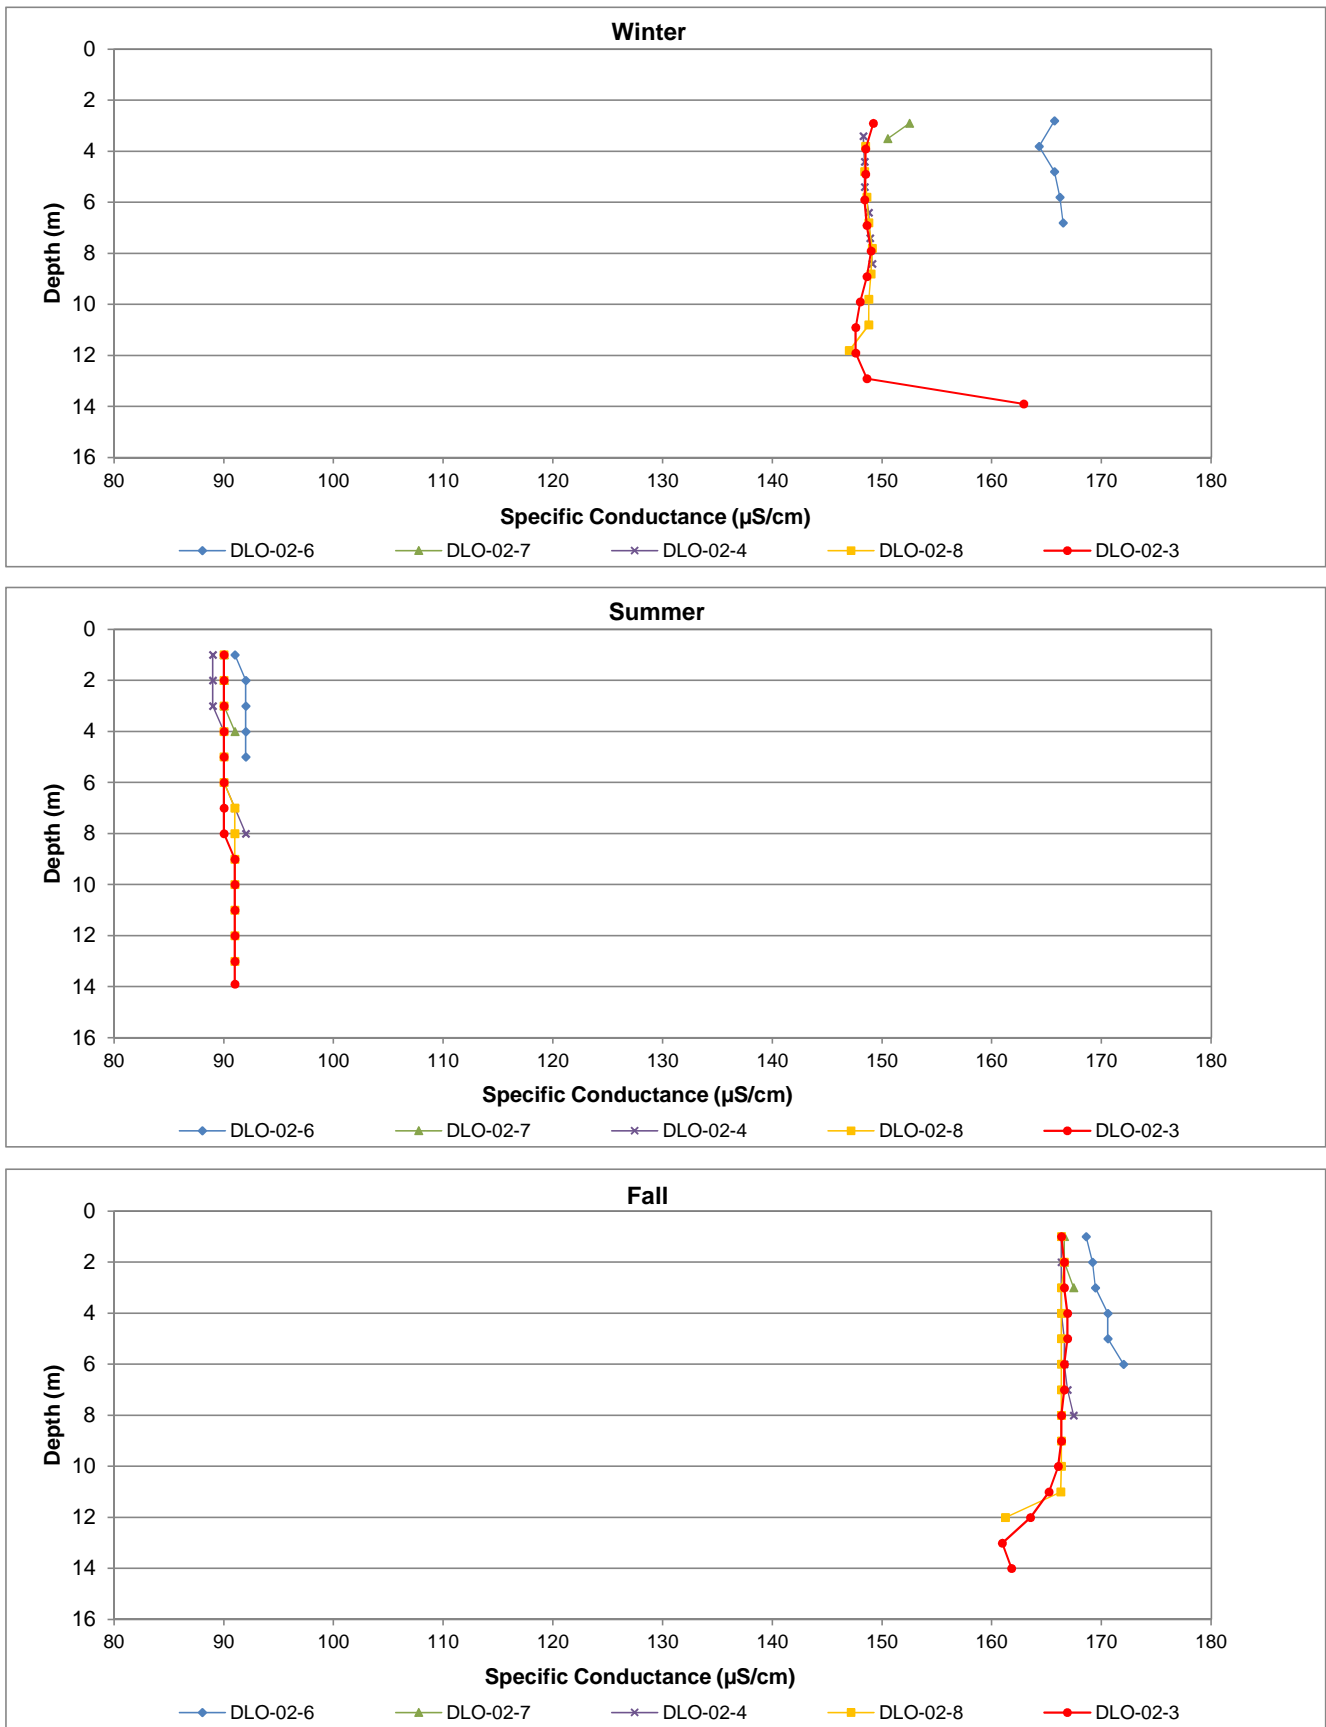 Winter
0
2
4
6
8
10
12
14
16
Depth (m)
80 90 100 110 120 130 140 150 160 170 180
Specific Conductance (µS/cm)
DLO-02-6 DLO-02-7 DLO-02-4 DLO-02-8 DLO-02-3
Summer
0
2
4
6
8
10
12
14
16
Depth (m)
80 90 100 110 120 130 140 150 160 170 180
Specific Conductance (µS/cm)
DLO-02-6 DLO-02-7 DLO-02-4 DLO-02-8 DLO-02-3
Fall
0
2
4
6
8
10
12
14
16
Depth (m)
80 90 100 110 120 130 140 150 160 170 180
Specific Conductance (µS/cm)
DLO-02-6 DLO-02-7 DLO-02-4 DLO-02-8 DLO-02-3